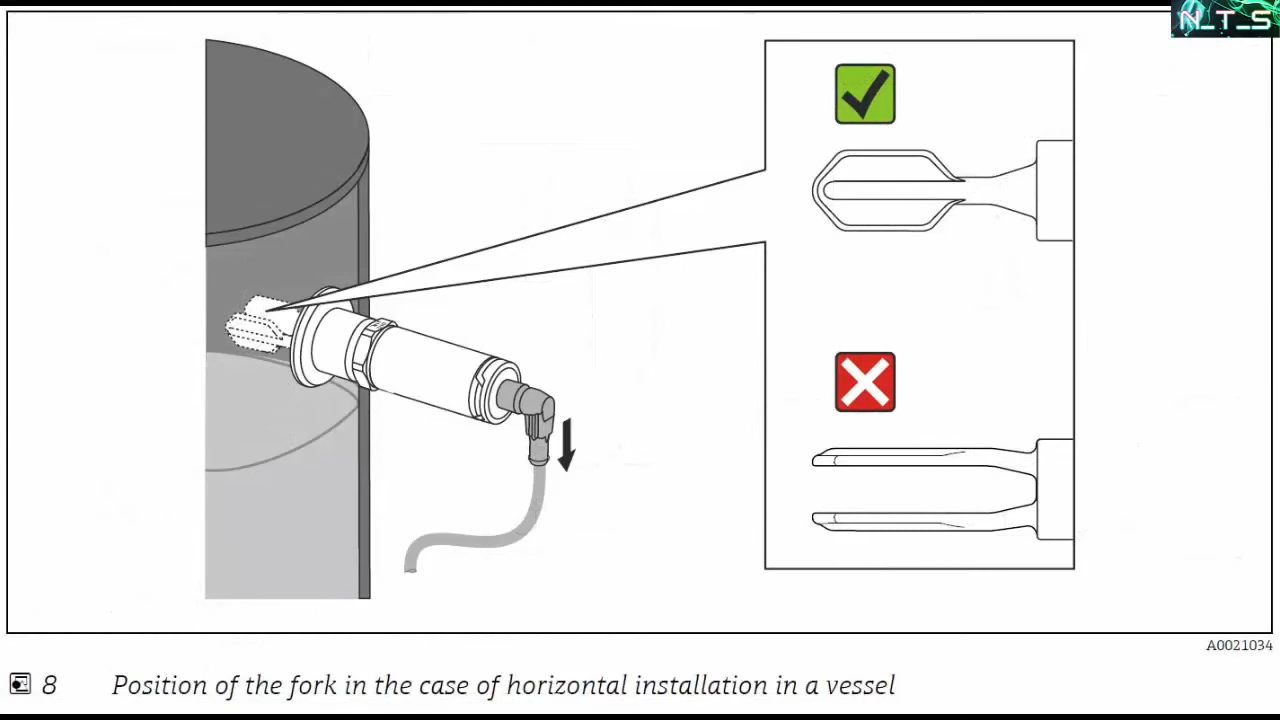 N_T_S
A0021034
8 Position of the fork in the case of horizontal installation in a vessel